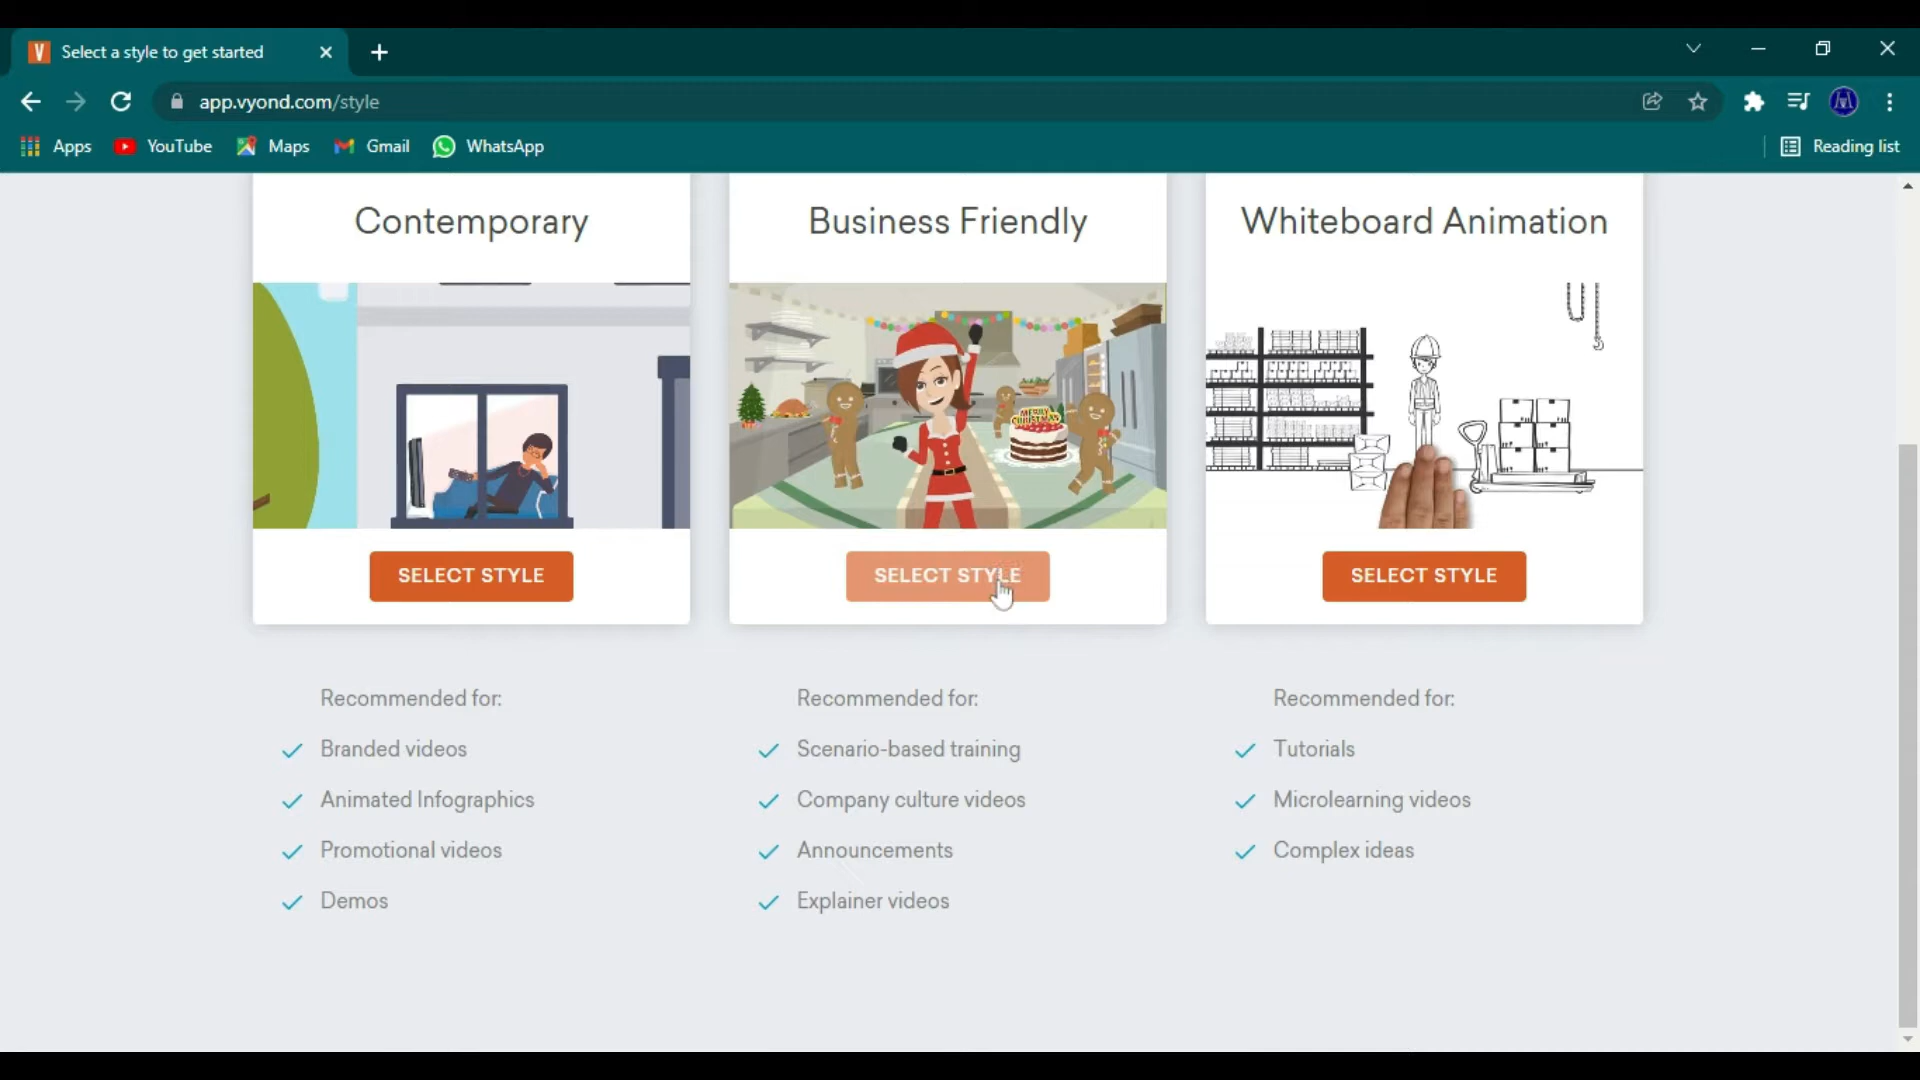 Select a style to get started
app.vyond.com/style
Apps
YouTube
Maps
Gmail
WhatsApp
Reading list
Contemporary
Business Friendly
Whiteboard Animation
MERRY
CHRISTMAS
SELECT STYLE
SELECT STYLE
SELECT STYLE
Recommended for:
Branded videos
Animated Infographics
Promotional videos
Demos
Recommended for:
Scenario-based training
Company culture videos
Announcements
Explainer videos
Recommended for:
Tutorials
Microlearning videos
Complex ideas